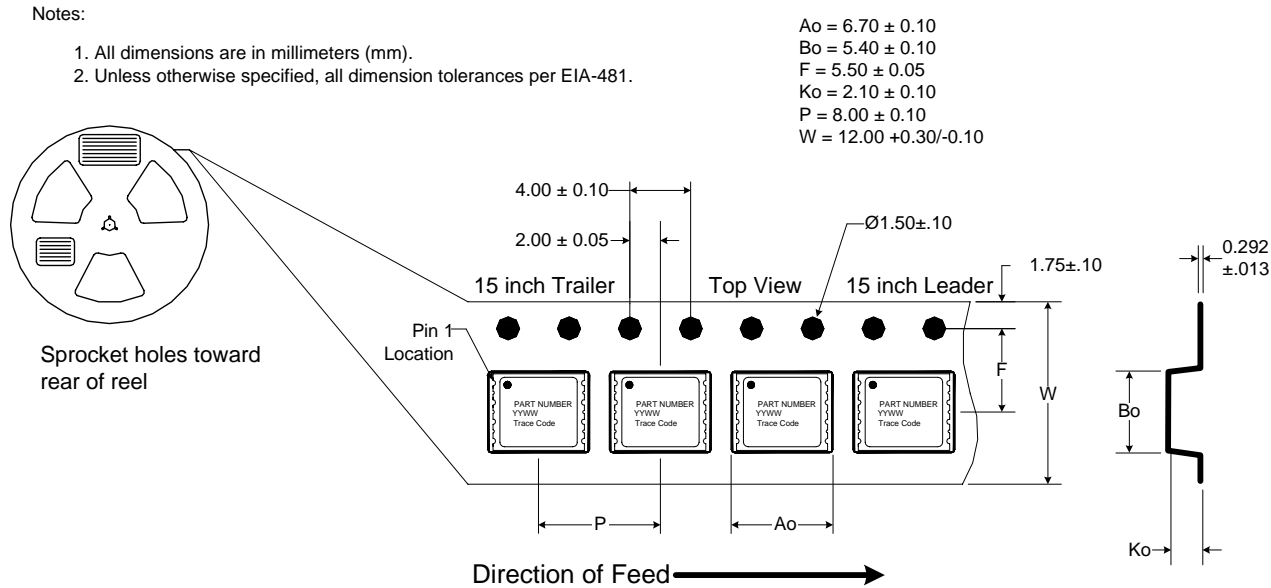 Notes:
1. All dimensions are in millimeters (mm).
2. Unless otherwise specified, all dimension tolerances per EIA-481.
Ao = 6.70 ± 0.10
Bo = 5.40 ± 0.10
F = 5.50 ± 0.05
Ko = 2.10 ± 0.10
P = 8.00 ± 0.10
W = 12.00 +0.30/-0.10
4.00 ± 0.10
2.00 ± 0.05
Ø1.50±.10
1.75±.10
0.292
±.013
15 inch Trailer
Top View
15 inch Leader
Pin 1
Location
Sprocket holes toward
rear of reel
PART NUMBER
YYWW
Trace Code
PART NUMBER
YYWW
Trace Code
PART NUMBER
YYWW
Trace Code
PART NUMBER
YYWW
Trace Code
F
W
Bo
P
Ao
Ko
Direction of Feed